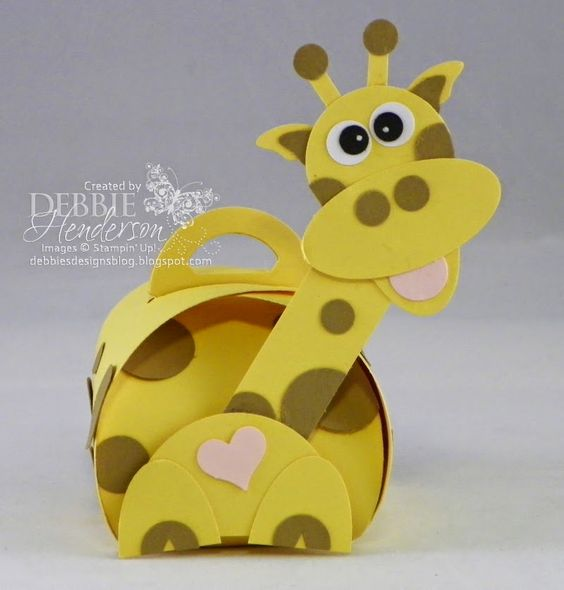 Created by
DEBBIE
Henderson
Images © Stampin' Up!
debbiesdesignsblog.blogspot.com